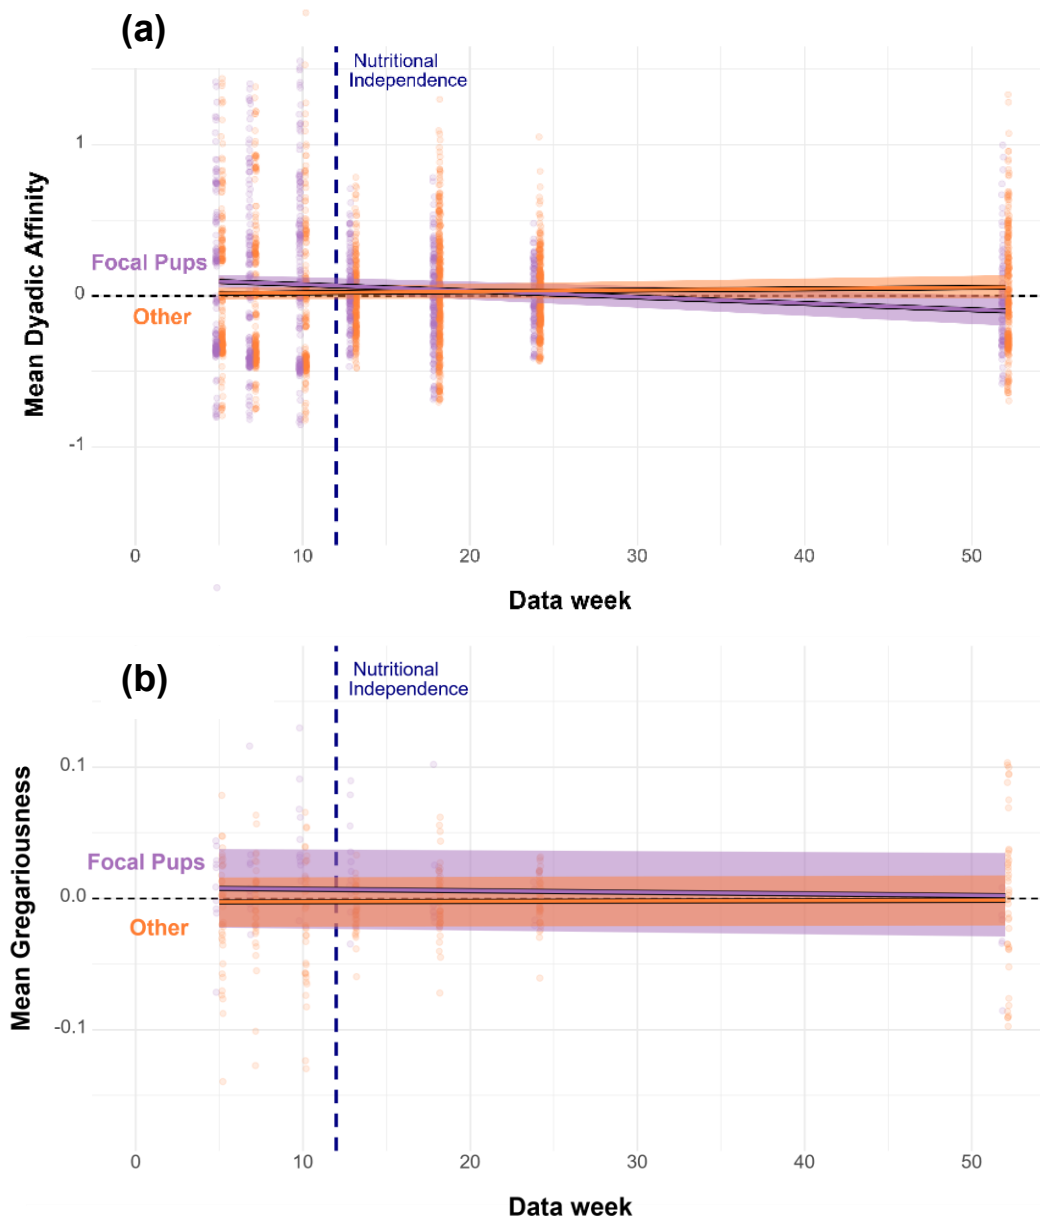 (a)
Nutritional
Independence
1
Focal Pups
0
Other
-1
Mean Dyadic Affinity
0 10 20 30 40 50
Data week
(b)
Nutritional
Independence
0.1
Focal Pups
0.0
Other
-0.1
Mean Gregariousness
0 10 20 30 40 50
Data week